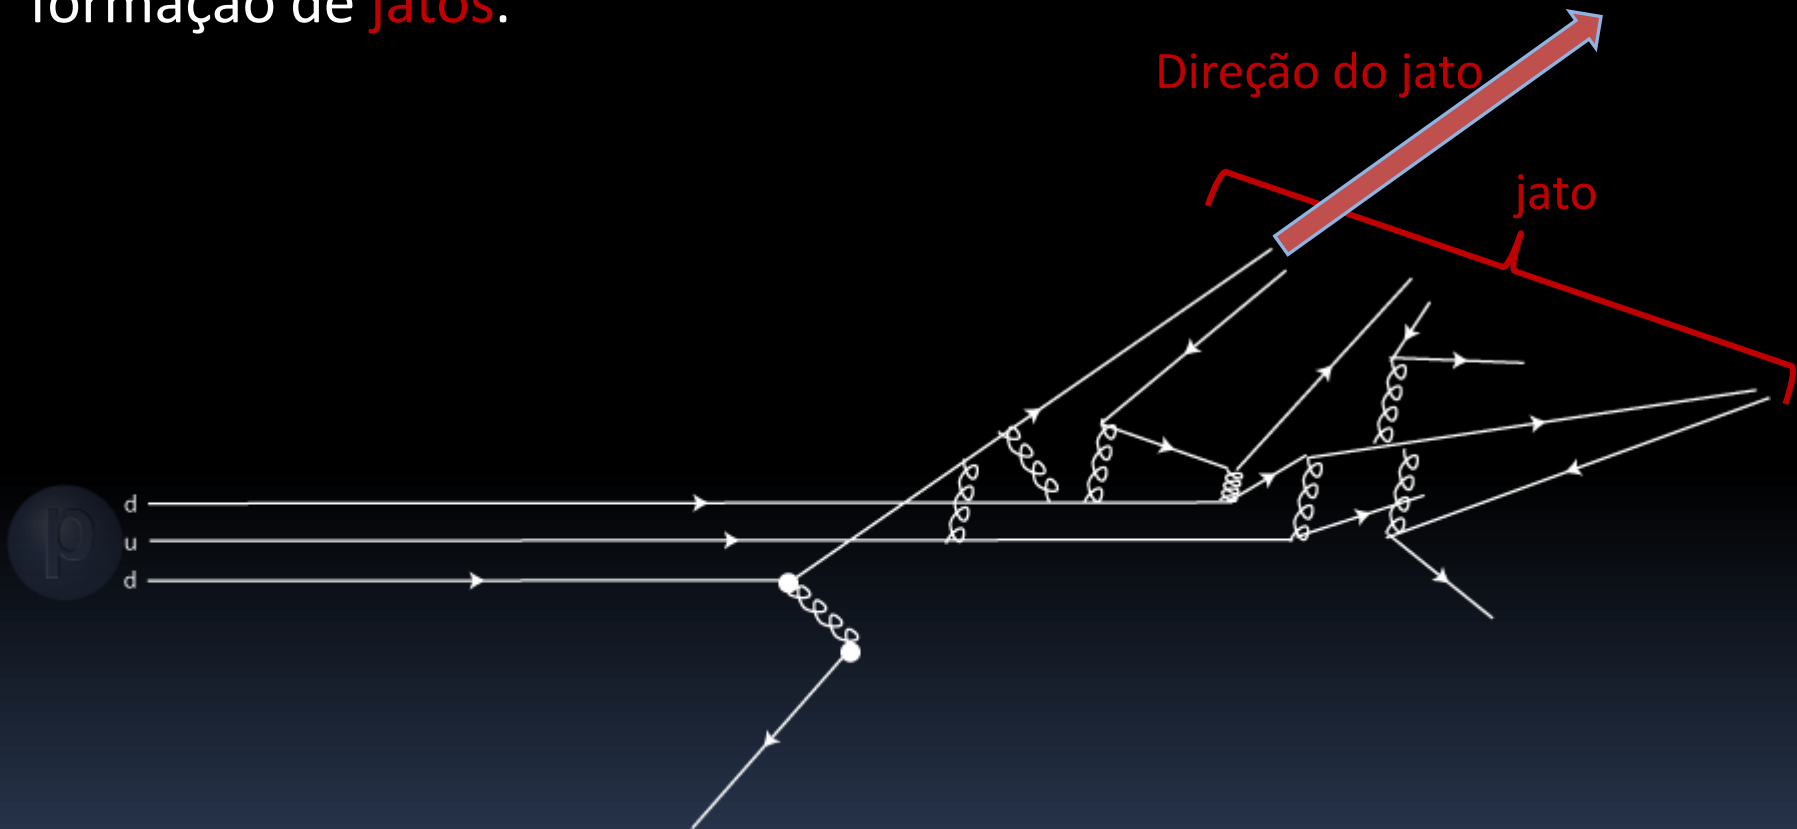 formação de jatos.
Direção do jato
jato
p
d
u
d